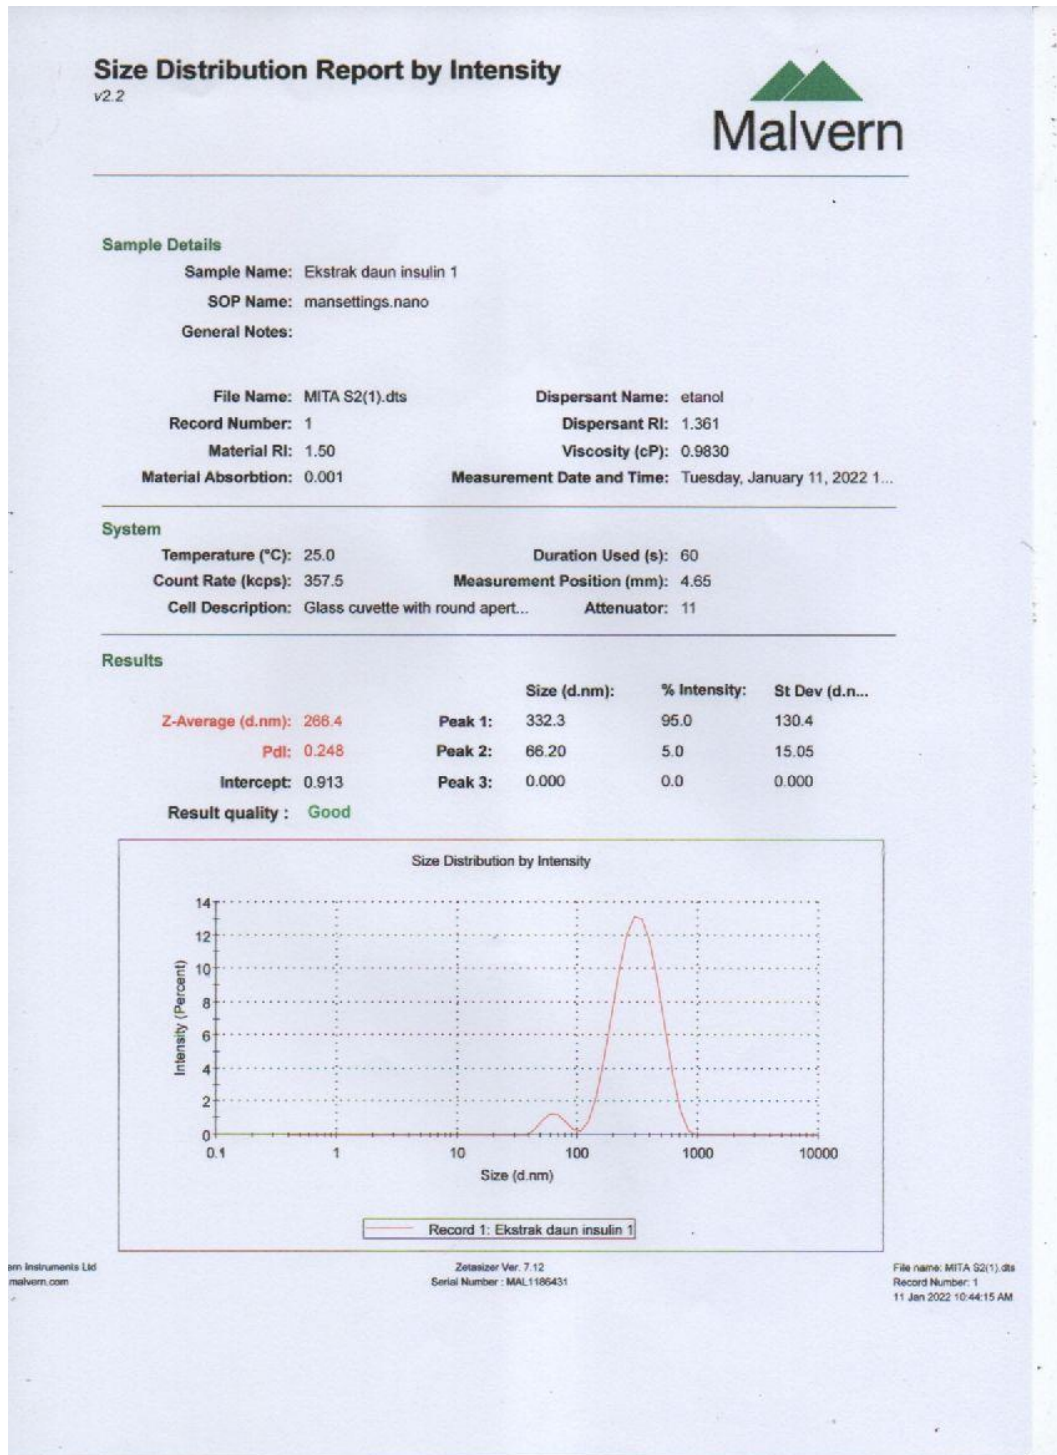 Size Distribution Report by Intensity
v2.2
Malvern
Sample Details
Sample Name: Ekstrak daun insulin 1
SOP Name: mansettings.nano
General Notes:
File Name: MITA S2(1).dts Dispersant Name: etanol
Record Number: 1 Dispersant RI: 1.361
Material RI: 1.50 Viscosity (cP): 0.9830
Material Absorbtion: 0.001 Measurement Date and Time: Tuesday, January 11, 2022 1...
System
Temperature (°C): 25.0 Duration Used (s): 60
Count Rate (kcps): 357.5 Measurement Position (mm): 4.65
Cell Description: Glass cuvette with round apert... Attenuator: 11
Results
Size (d.nm): % Intensity: St Dev (d.n...
Z-Average (d.nm): 266.4 Peak 1: 332.3 95.0 130.4
PdI: 0.248 Peak 2: 66.20 5.0 15.05
Intercept: 0.913 Peak 3: 0.000 0.0 0.000
Result quality : Good
Size Distribution by Intensity
Intensity (Percent)
14
12
10
8
6
4
2
0
0.1 1 10 100 1000 10000
Size (d.nm)
Record 1: Ekstrak daun insulin 1
ern Instruments Ltd Zetasizer Ver. 7.12 File name: MITA S2(1).dts
malvern.com Serial Number : MAL1186431 Record Number: 1
11 Jan 2022 10:44:15 AM